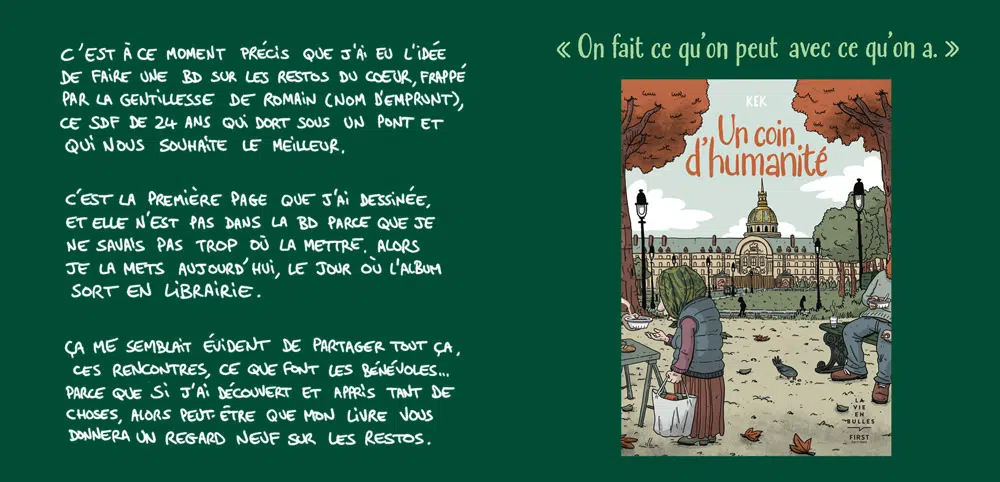 C'EST À CE MOMENT PRÉCIS QUE J'AI EU L'IDÉE
DE FAIRE UNE BD SUR LES RESTOS DU COEUR, FRAPPÉ
PAR LA GENTILLESSE DE ROMAIN (NOM D'EMPRUNT),
CE SDF DE 24 ANS QUI DORT SOUS UN PONT ET
QUI NOUS SOUHAITE LE MEILLEUR.
C'EST LA PREMIÈRE PAGE QUE J'AI DESSINÉE,
ET ELLE N'EST PAS DANS LA BD PARCE QUE JE
NE SAVAIS PAS TROP OÙ LA METTRE. ALORS
JE LA METS AUJOURD'HUI, LE JOUR OÙ L'ALBUM
SORT EN LIBRAIRIE.
ÇA ME SEMBLAIT ÉVIDENT DE PARTAGER TOUT ÇA,
CES RENCONTRES, CE QUE FONT LES BÉNÉVOLES...
PARCE QUE SI J'AI DÉCOUVERT ET APPRIS TANT DE
CHOSES, ALORS PEUT-ÊTRE QUE MON LIVRE VOUS
DONNERA UN REGARD NEUF SUR LES RESTOS.
« On fait ce qu'on peut avec ce qu'on a. »
KEK
Un coin
d'humanité
LA
VIE
EN
BULLES
FIRST
EDITIONS